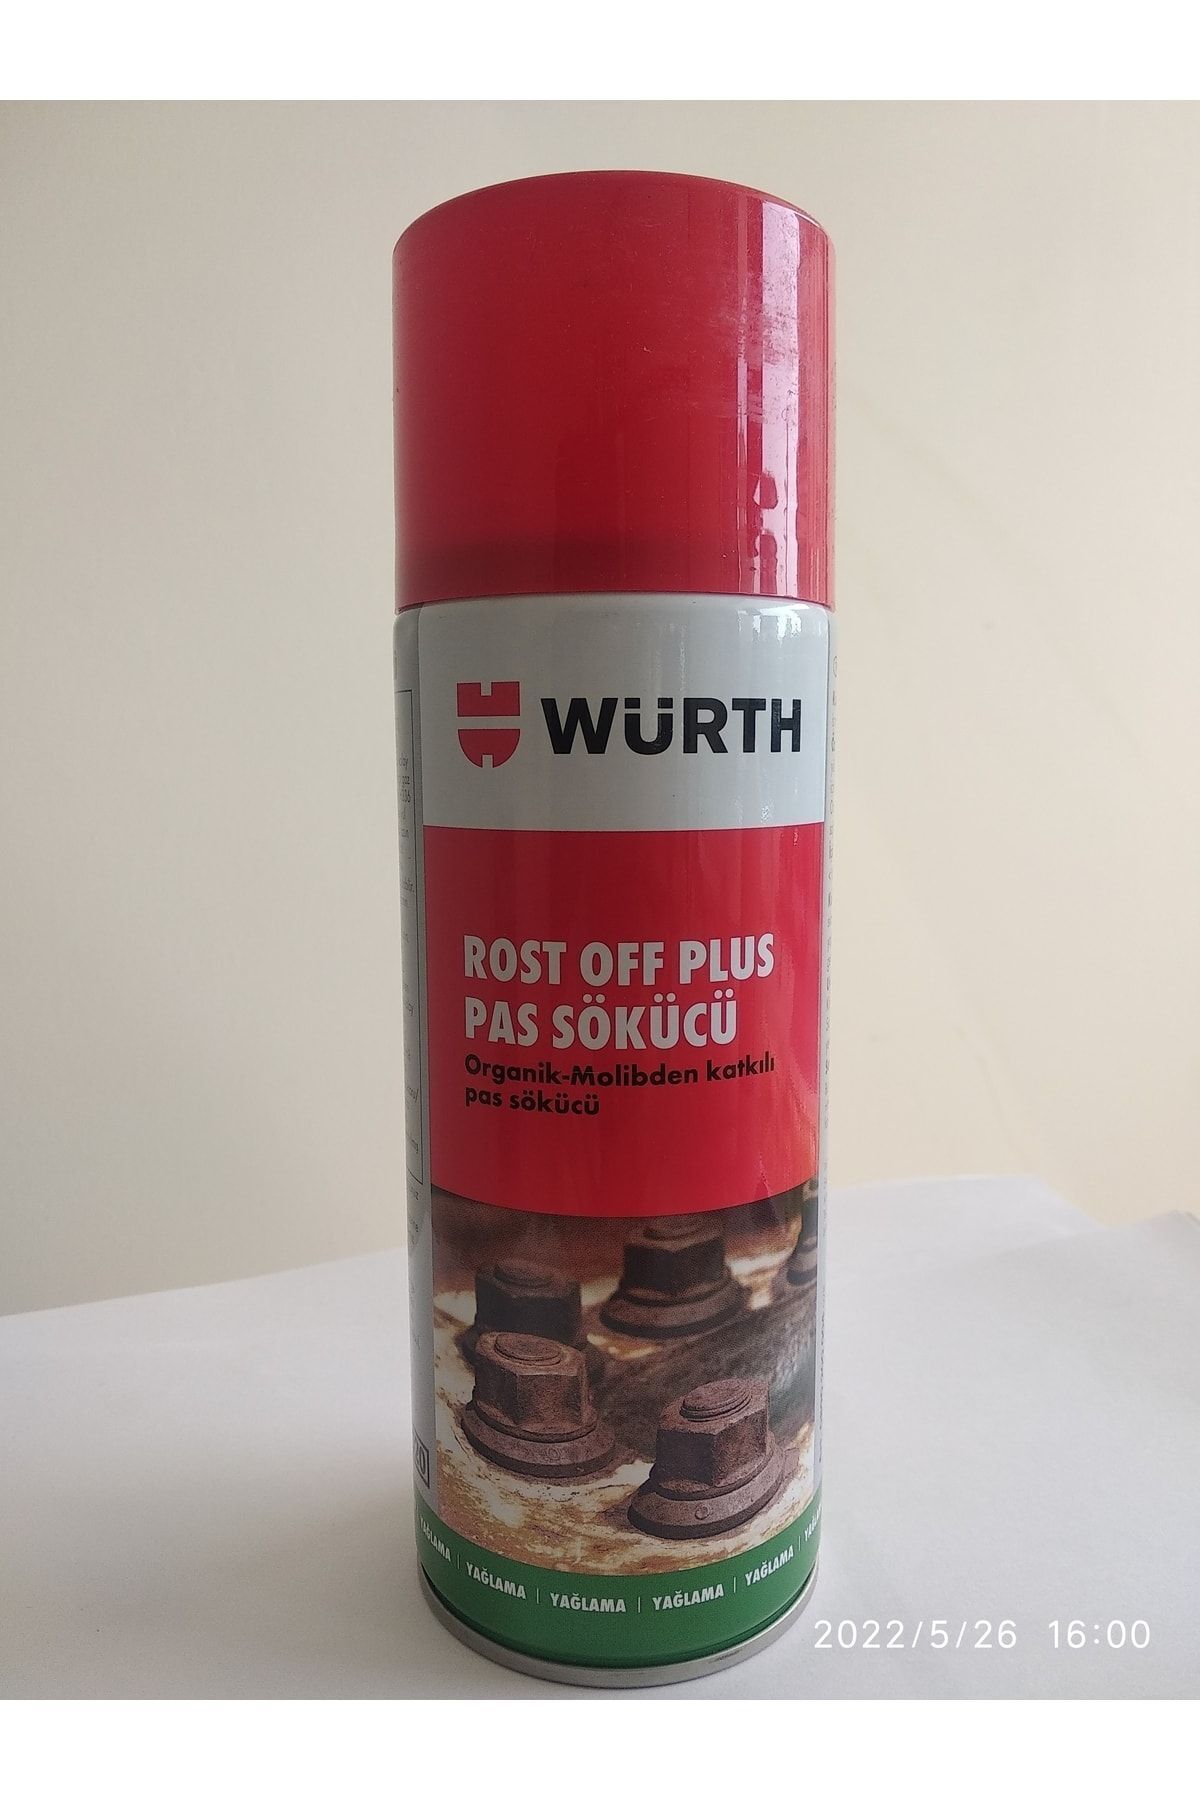 WÜRTH
ROST OFF PLUS
PAS SÖKÜCÜ
Organik-Molibden katkılı
pas sökücü
YAĞLAMA | YAĞLAMA | YAĞLAMA | YAĞLAMA | YAĞLAMA
2022/5/26 16:00